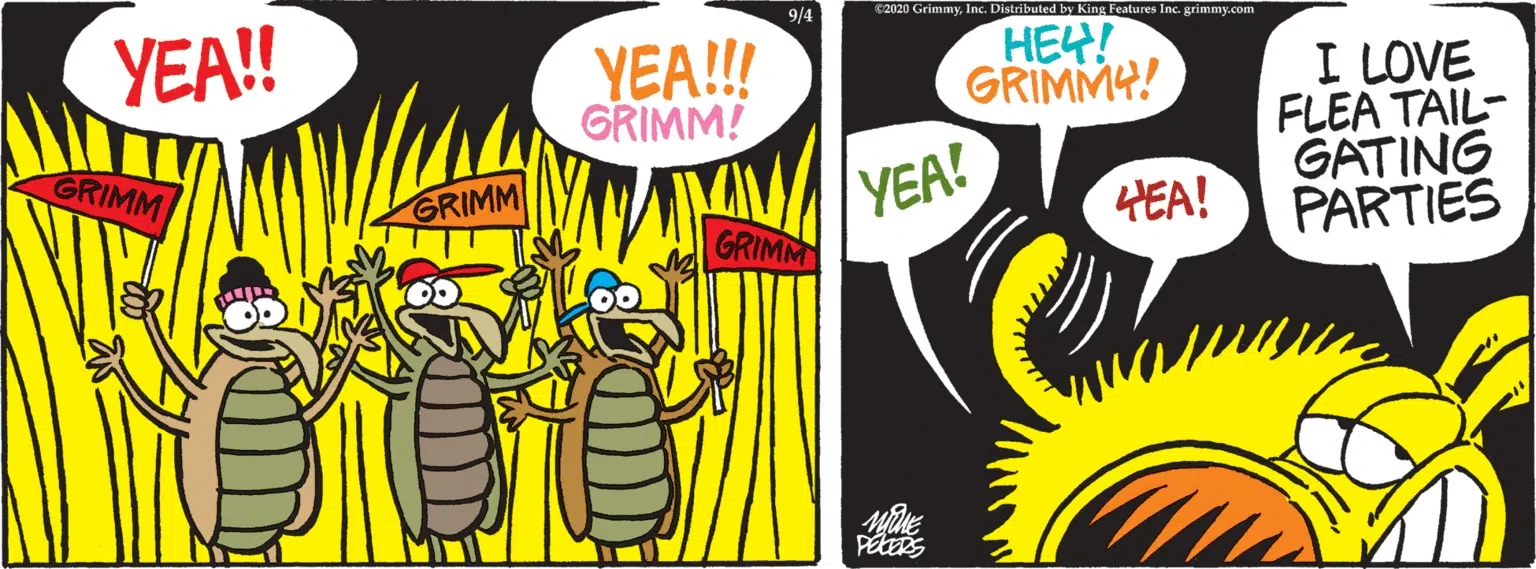 9/4
YEA!!
YEA!!!
GRIMM!
GRIMM
GRIMM
GRIMM
©2020 Grimmy, Inc. Distributed by King Features Inc. grimmy.com
HEY!
GRIMMY!
YEA!
YEA!
I LOVE
FLEA TAIL-
GATING
PARTIES
MIKE
PETERS